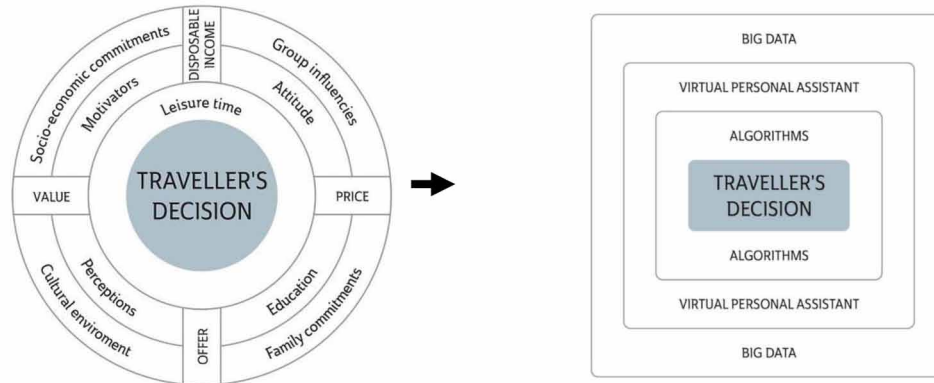 Socio-economic commitments
DISPOSABLE
INCOME
Group influencies
Motivators
Attitude
Leisure time
TRAVELLER'S
DECISION
VALUE
PRICE
Perceptions
Education
Cultural enviroment
OFFER
Family commitments
BIG DATA
VIRTUAL PERSONAL ASSISTANT
ALGORITHMS
TRAVELLER'S
DECISION
ALGORITHMS
VIRTUAL PERSONAL ASSISTANT
BIG DATA